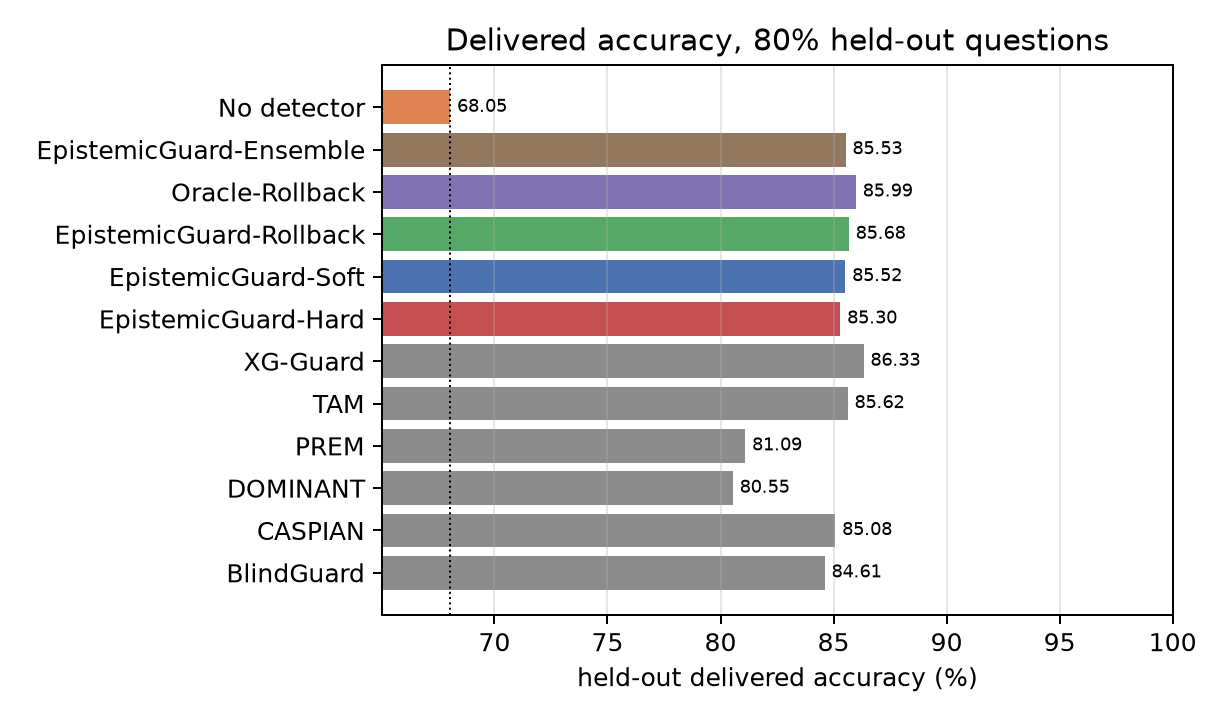 Delivered accuracy, 80% held-out questions
No detector 68.05
EpistemicGuard-Ensemble 85.53
Oracle-Rollback 85.99
EpistemicGuard-Rollback 85.68
EpistemicGuard-Soft 85.52
EpistemicGuard-Hard 85.30
XG-Guard 86.33
TAM 85.62
PREM 81.09
DOMINANT 80.55
CASPIAN 85.08
BlindGuard 84.61
70 75 80 85 90 95 100
held-out delivered accuracy (%)